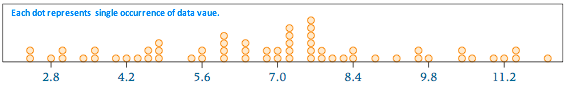 Each dot represents single occurrence of data vaue.
2.8 4.2 5.6 7.0 8.4 9.8 11.2